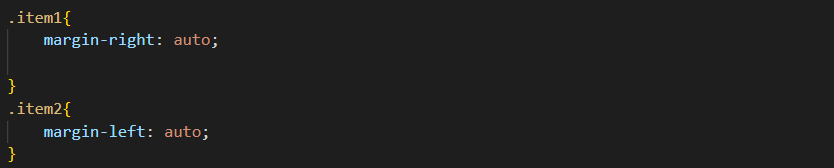 .item1{
    margin-right: auto;

}
.item2{
    margin-left: auto;
}